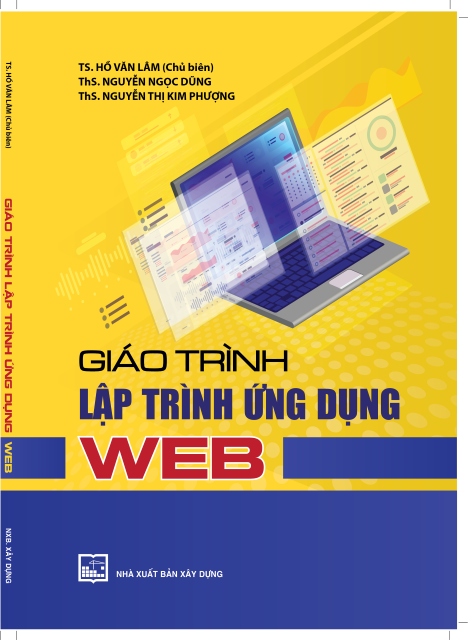 TS. HỒ VĂN LÂM (Chủ biên)
ThS. NGUYỄN NGỌC DŨNG
ThS. NGUYỄN THỊ KIM PHƯỢNG
GIÁO TRÌNH
LẬP TRÌNH ỨNG DỤNG
WEB
NHÀ XUẤT BẢN XÂY DỰNG
TS. HỒ VĂN LÂM (Chủ biên)
GIÁO TRÌNH LẬP TRÌNH ỨNG DỤNG WEB
NXB. XÂY DỰNG